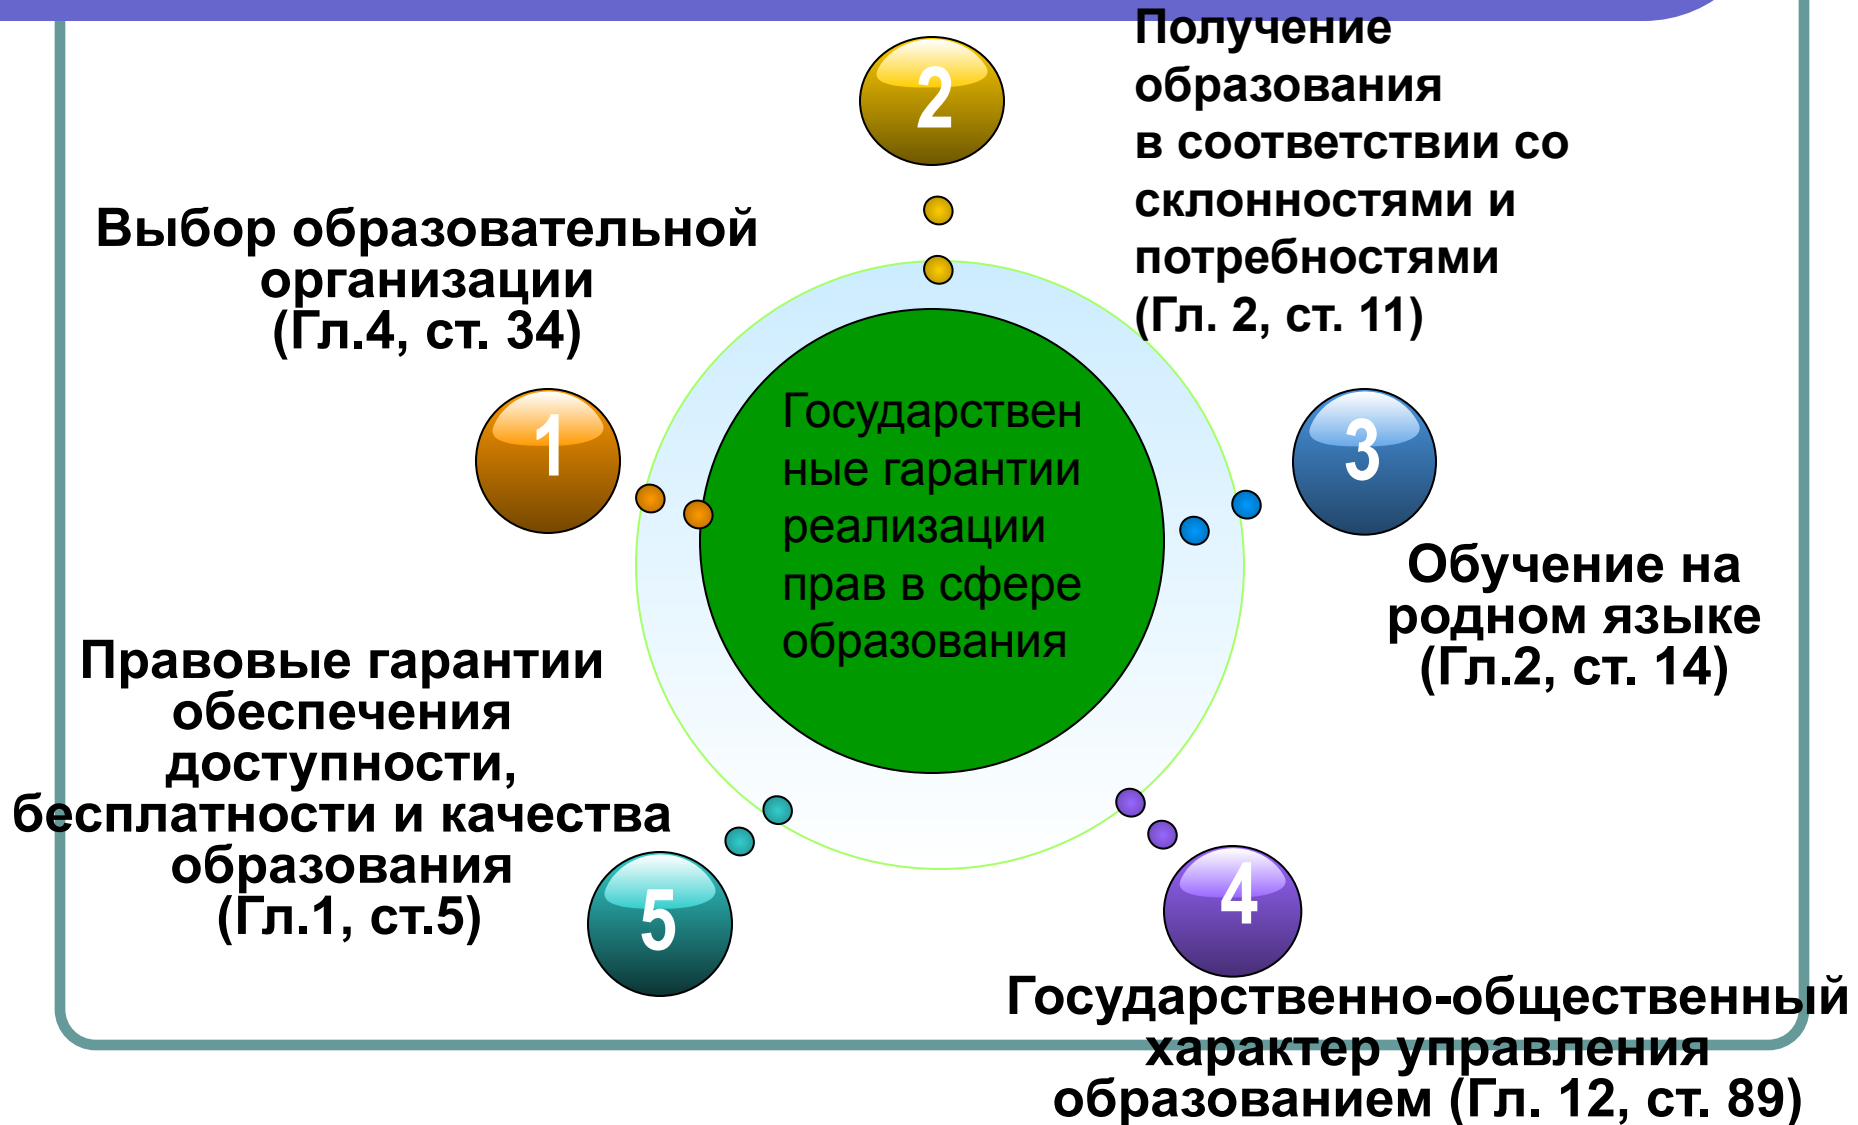 Получение
образования
в соответствии со
склонностями и
потребностями
(Гл. 2, ст. 11)
2
Выбор образовательной
организации
(Гл.4, ст. 34)
1
Государствен
ные гарантии
реализации
прав в сфере
образования
3
Обучение на
родном языке
(Гл.2, ст. 14)
Правовые гарантии
обеспечения
доступности,
бесплатности и качества
образования
(Гл.1, ст.5)
5
4
Государственно-общественный
характер управления
образованием (Гл. 12, ст. 89)